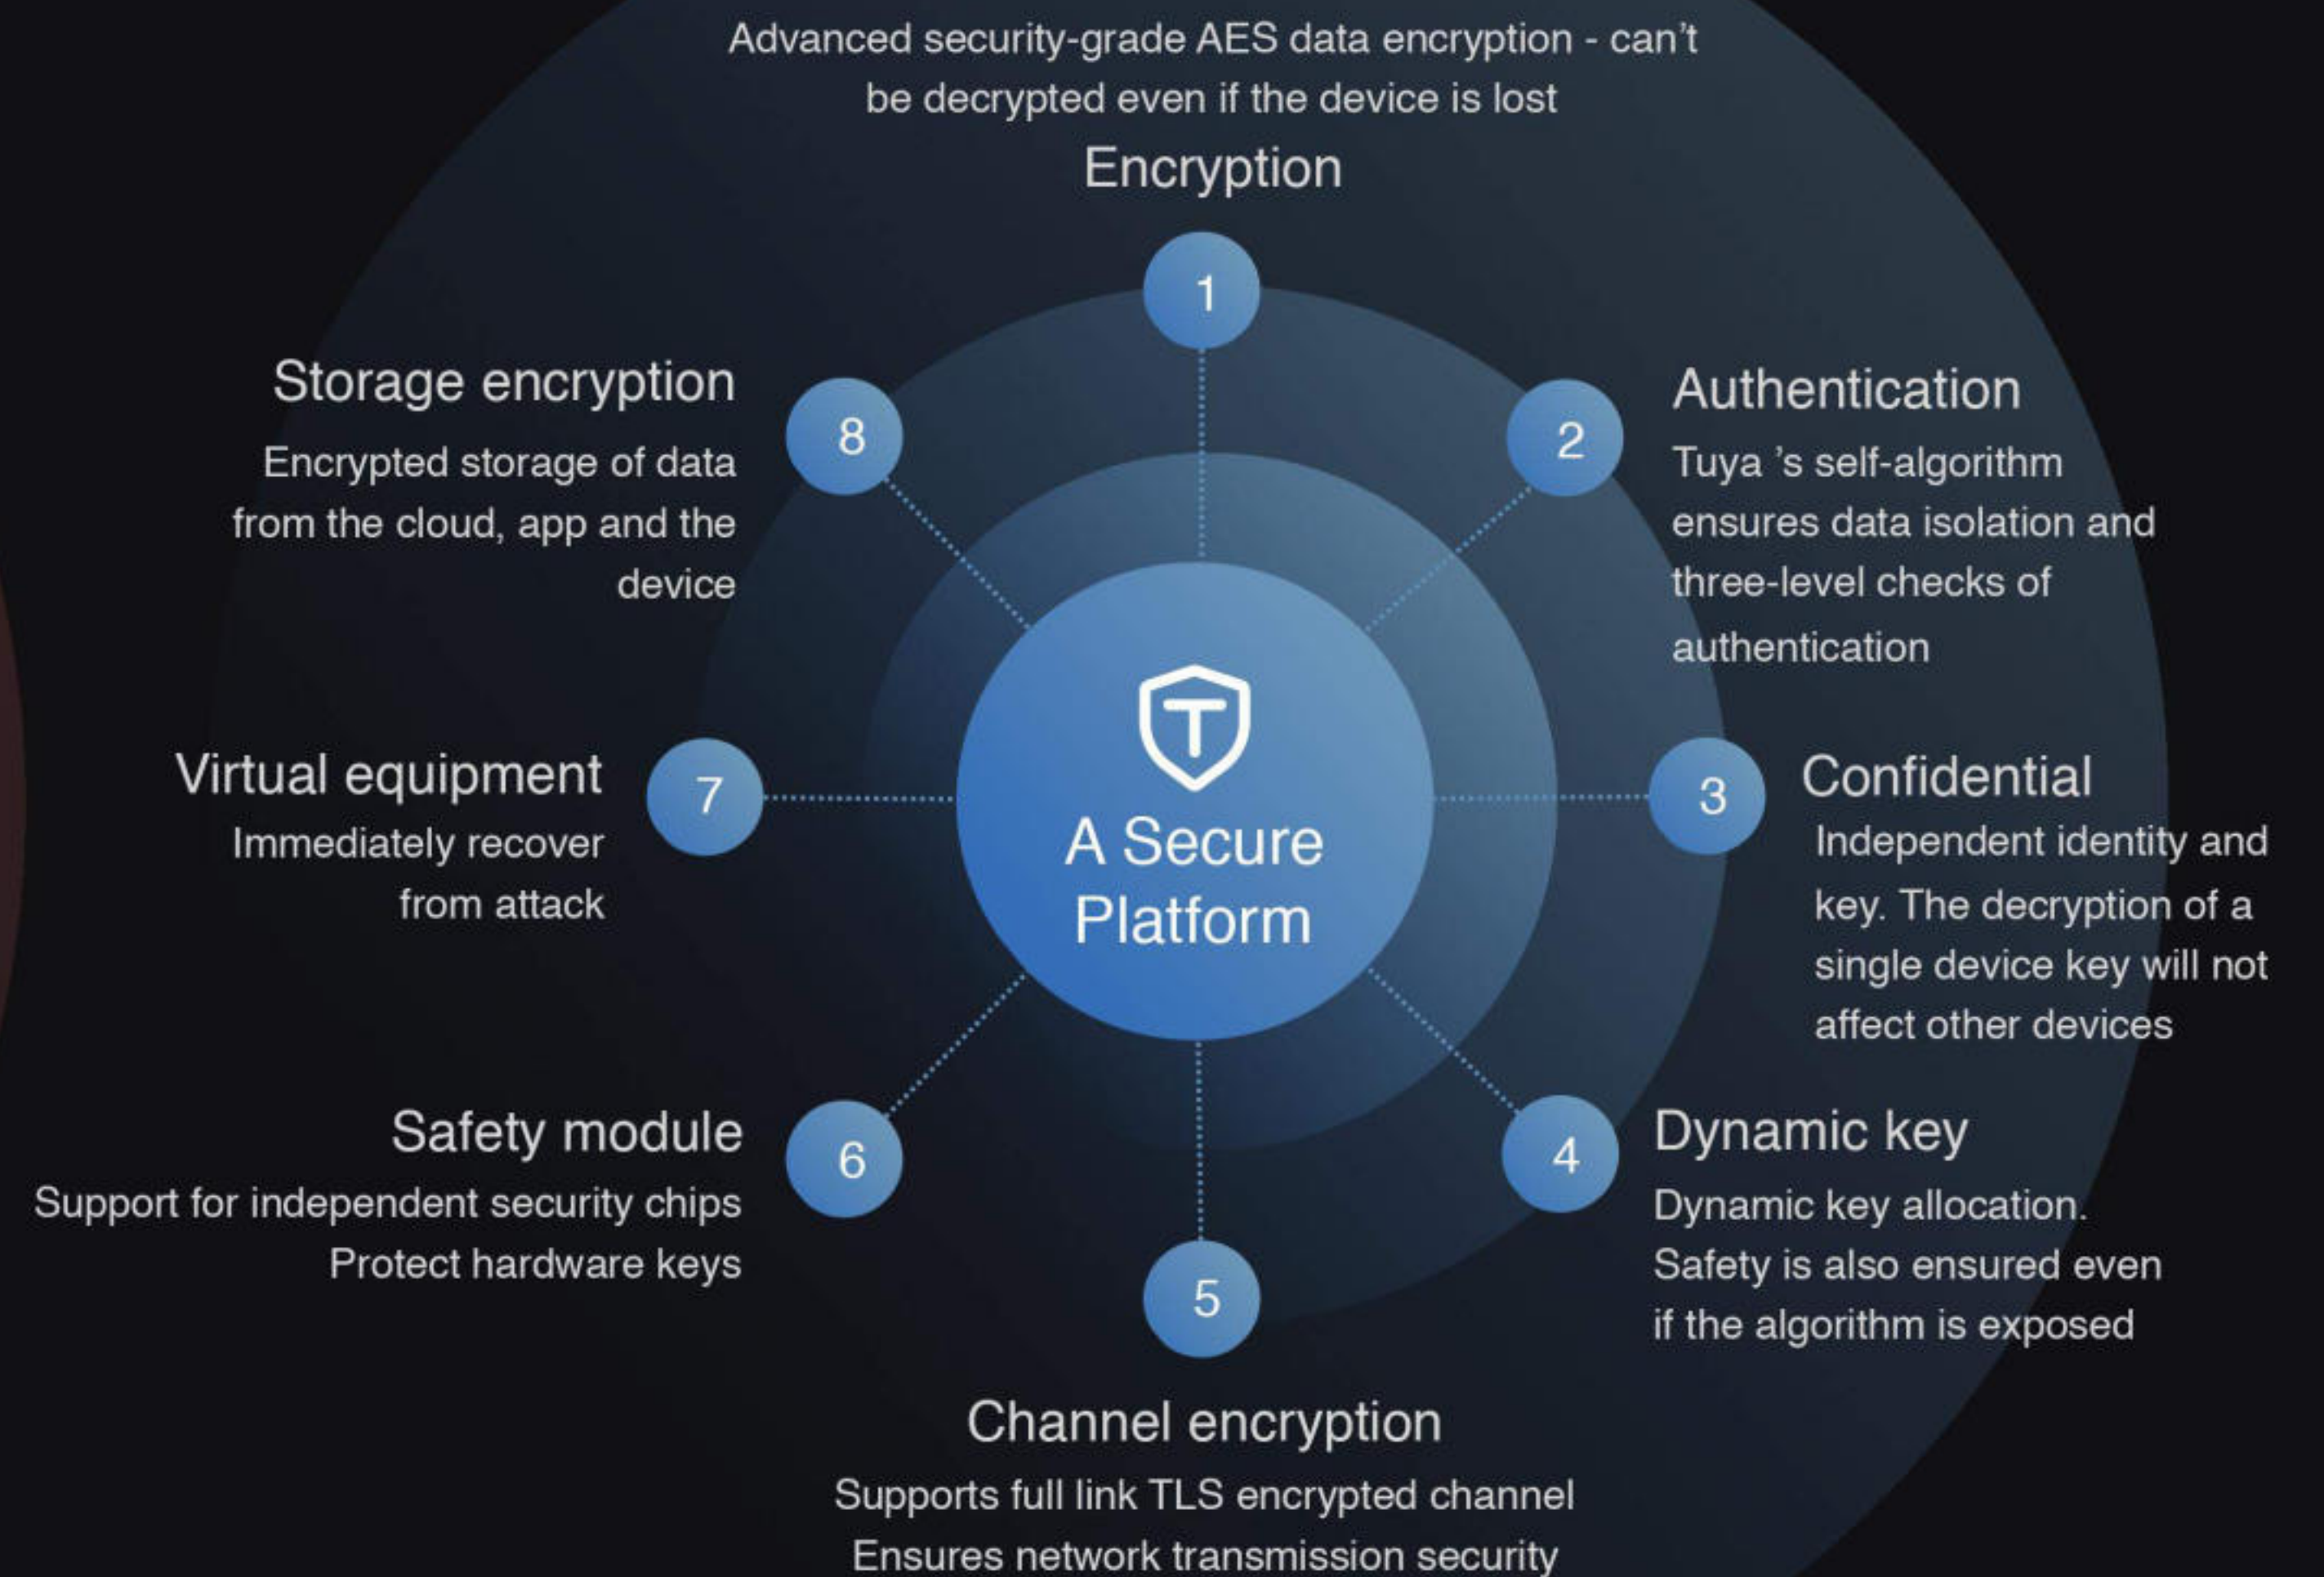 Advanced security-grade AES data encryption - can't
be decrypted even if the device is lost
Encryption
1
Authentication
2
Tuya 's self-algorithm
ensures data isolation and
three-level checks of
authentication
3
Confidential
Independent identity and
key. The decryption of a
single device key will not
affect other devices
4
Dynamic key
Dynamic key allocation.
Safety is also ensured even
if the algorithm is exposed
5
Channel encryption
Supports full link TLS encrypted channel
Ensures network transmission security
6
Safety module
Support for independent security chips
Protect hardware keys
7
Virtual equipment
Immediately recover
from attack
8
Storage encryption
Encrypted storage of data
from the cloud, app and the
device
T
A Secure
Platform